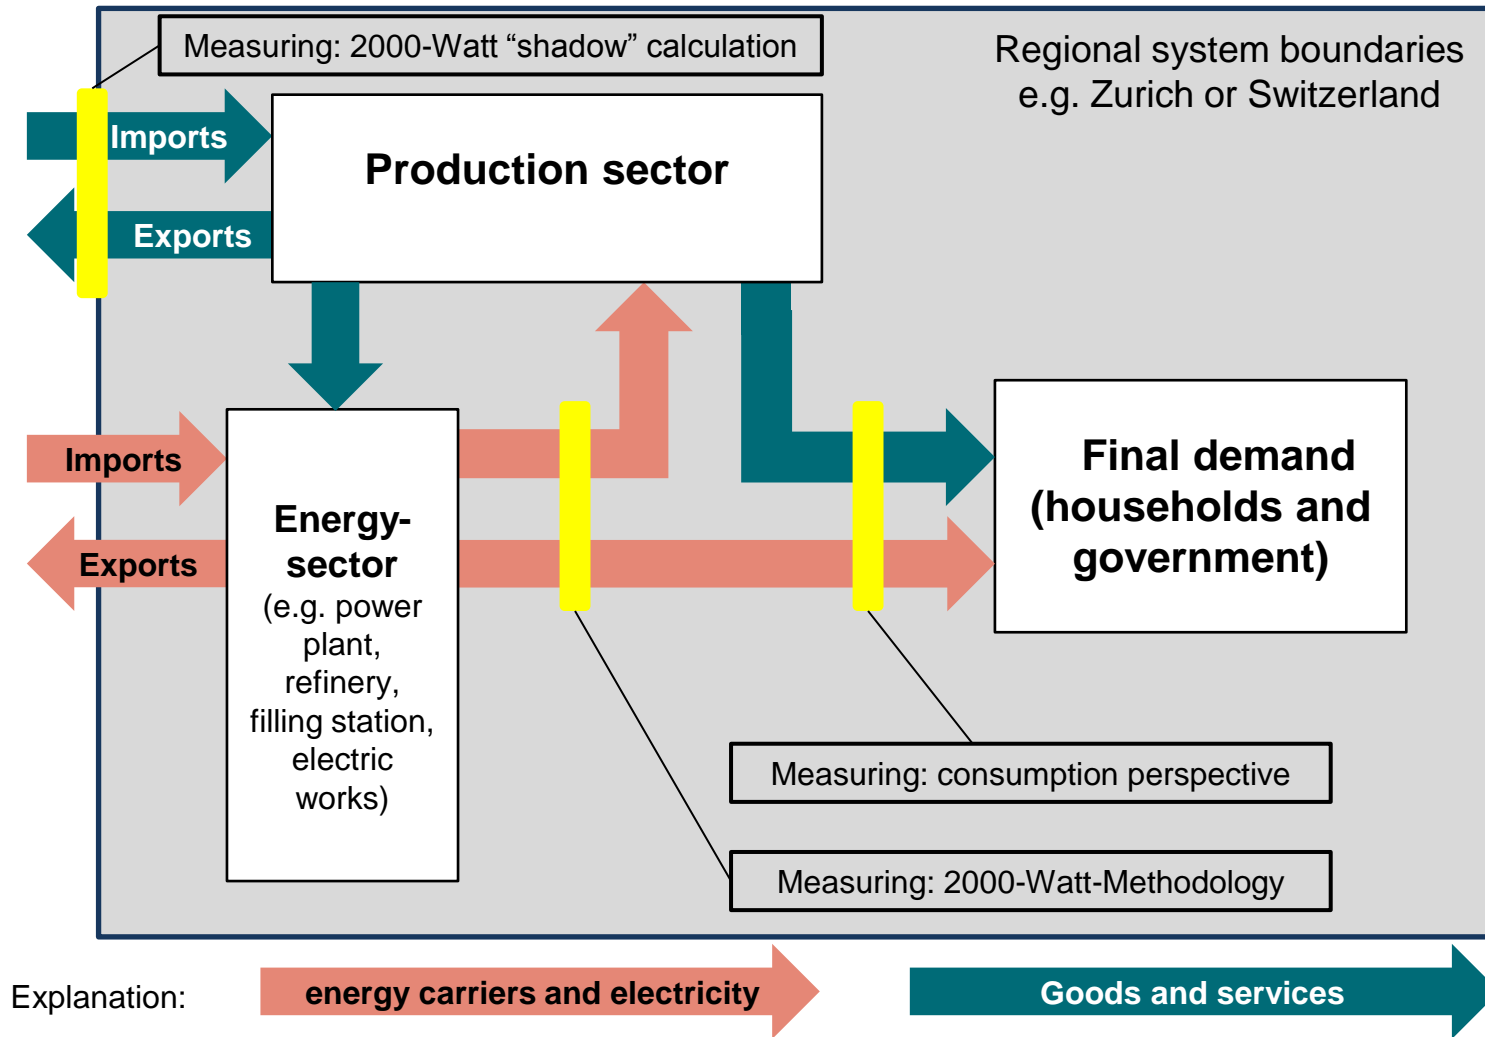 Measuring: 2000-Watt “shadow” calculation
Regional system boundaries
e.g. Zurich or Switzerland
Imports
Production sector
Exports
Imports
Exports
Energy-
sector
(e.g. power
plant,
refinery,
filling station,
electric
works)
Final demand
(households and
government)
Measuring: consumption perspective
Measuring: 2000-Watt-Methodology
Explanation:
energy carriers and electricity
Goods and services